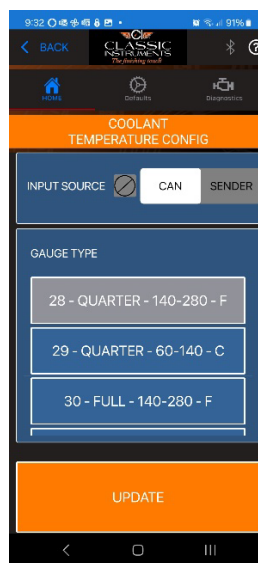 9:32 91%
BACK
CLASSIC
INSTRUMENTS
The finishing touch
HOME Defaults Diagnostics
COOLANT
TEMPERATURE CONFIG
INPUT SOURCE CAN SENDER
GAUGE TYPE
28 - QUARTER - 140-280 - F
29 - QUARTER - 60-140 - C
30 - FULL - 140-280 - F
UPDATE